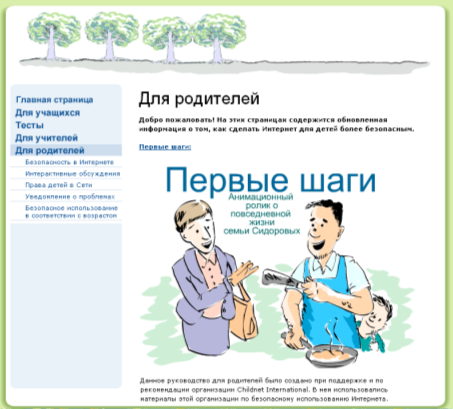 Главная страница
Для учащихся
Тесты
Для учителей
Для родителей
Безопасность в Интернете
Интерактивные обсуждения
Права детей в Сети
Уведомление о проблемах
Безопасное использование
в соответствии с возрастом
Для родителей
Добро пожаловать! На этих страницах содержится обновленная
информация о том, как сделать Интернет для детей более безопасным.
Первые шаги:
Первые шаги
Анимационный
ролик о
повседневной
жизни
семьи Сидоровых
Данное руководство для родителей было создано при поддержке и по
рекомендации организации Childnet International. В нем использовались
материалы этой организации по безопасному использованию Интернета.